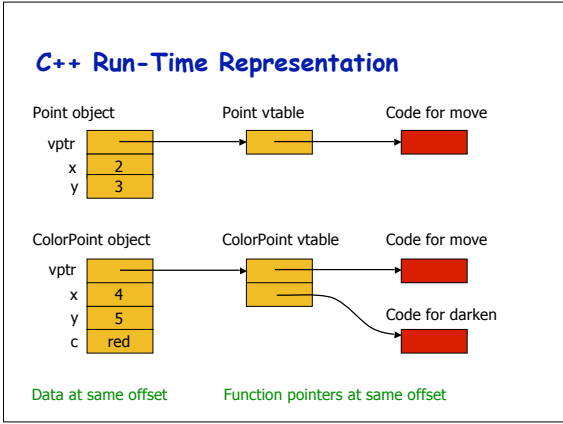 C++ Run-Time Representation
Point object Point vtable Code for move
vptr
x 2
y 3
ColorPoint object ColorPoint vtable Code for move
vptr
x 4
y 5
Code for darken
c red
Data at same offset Function pointers at same offset